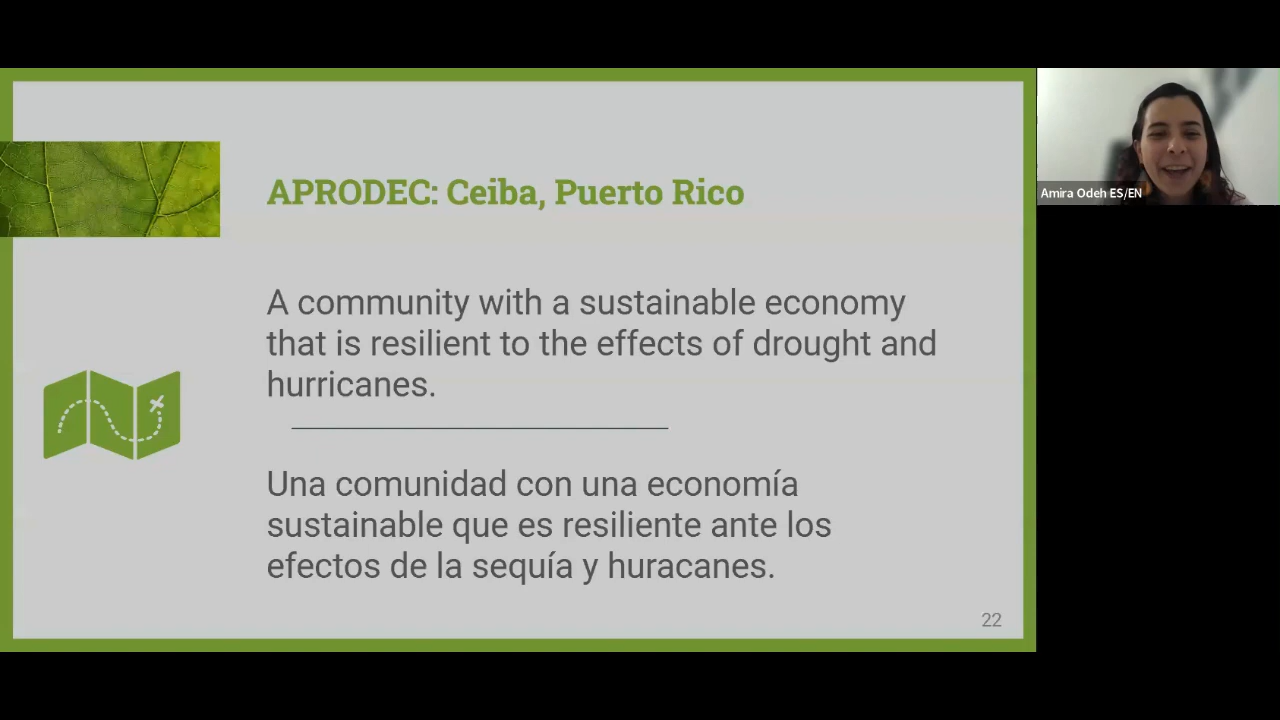 APRODEC: Ceiba, Puerto Rico
A community with a sustainable economy
that is resilient to the effects of drought and
hurricanes.
Una comunidad con una economía
sustainable que es resiliente ante los
efectos de la sequía y huracanes.
22
Amira Odeh ES/EN